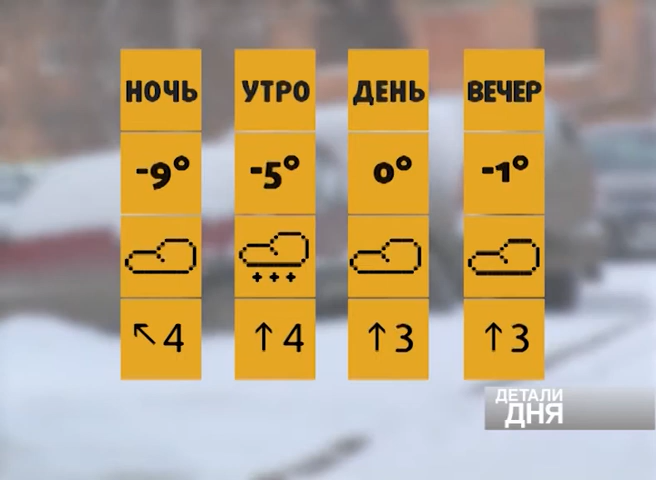 НОЧЬ УТРО ДЕНЬ ВЕЧЕР
-9° -5° 0° -1°
↖4 ↑4 ↑3 ↑3
ДЕТАЛИ
ДНЯ